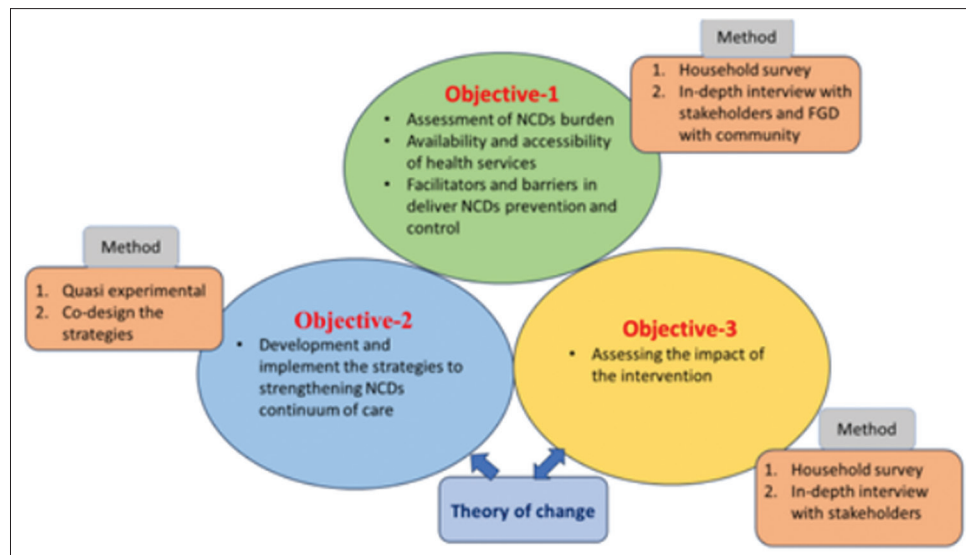 Method
1. Household survey
2. In-depth interview with
stakeholders and FGD
with community
Objective-1
• Assessment of NCDs burden
• Availability and accessibility
of health services
• Facilitators and barriers in
deliver NCDs prevention and
control
Method
1. Quasi experimental
2. Co-design the
strategies
Objective-2
• Development and
implement the strategies to
strengthening NCDs
continuum of care
Objective-3
• Assessing the impact of
the intervention
Method
1. Household survey
2. In-depth interview
with stakeholders
Theory of change